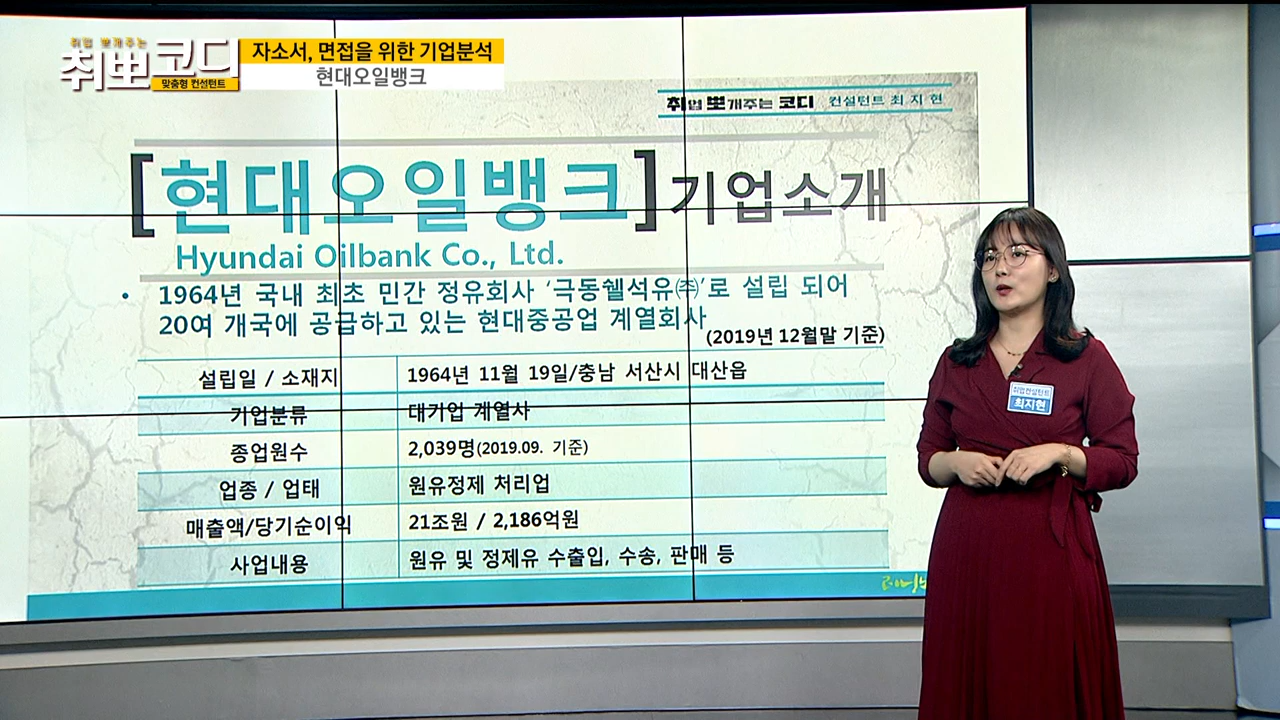 취업 뽀개주는
취뽀코디
맞춤형 컨설턴트
자소서, 면접을 위한 기업분석
현대오일뱅크
취업 뽀개주는 코디 컨설턴트 최지현
[현대오일뱅크] 기업소개
Hyundai Oilbank Co., Ltd.
• 1964년 국내 최초 민간 정유회사 ‘극동쉘석유㈜’로 설립 되어
20여 개국에 공급하고 있는 현대중공업 계열회사
(2019년 12월말 기준)
설립일 / 소재지 1964년 11월 19일/충남 서산시 대산읍
기업분류 대기업 계열사
종업원수 2,039명(2019.09. 기준)
업종 / 업태 원유정제 처리업
매출액/당기순이익 21조원 / 2,186억원
사업내용 원유 및 정제유 수출입, 수송, 판매 등
취업컨설턴트
최지현